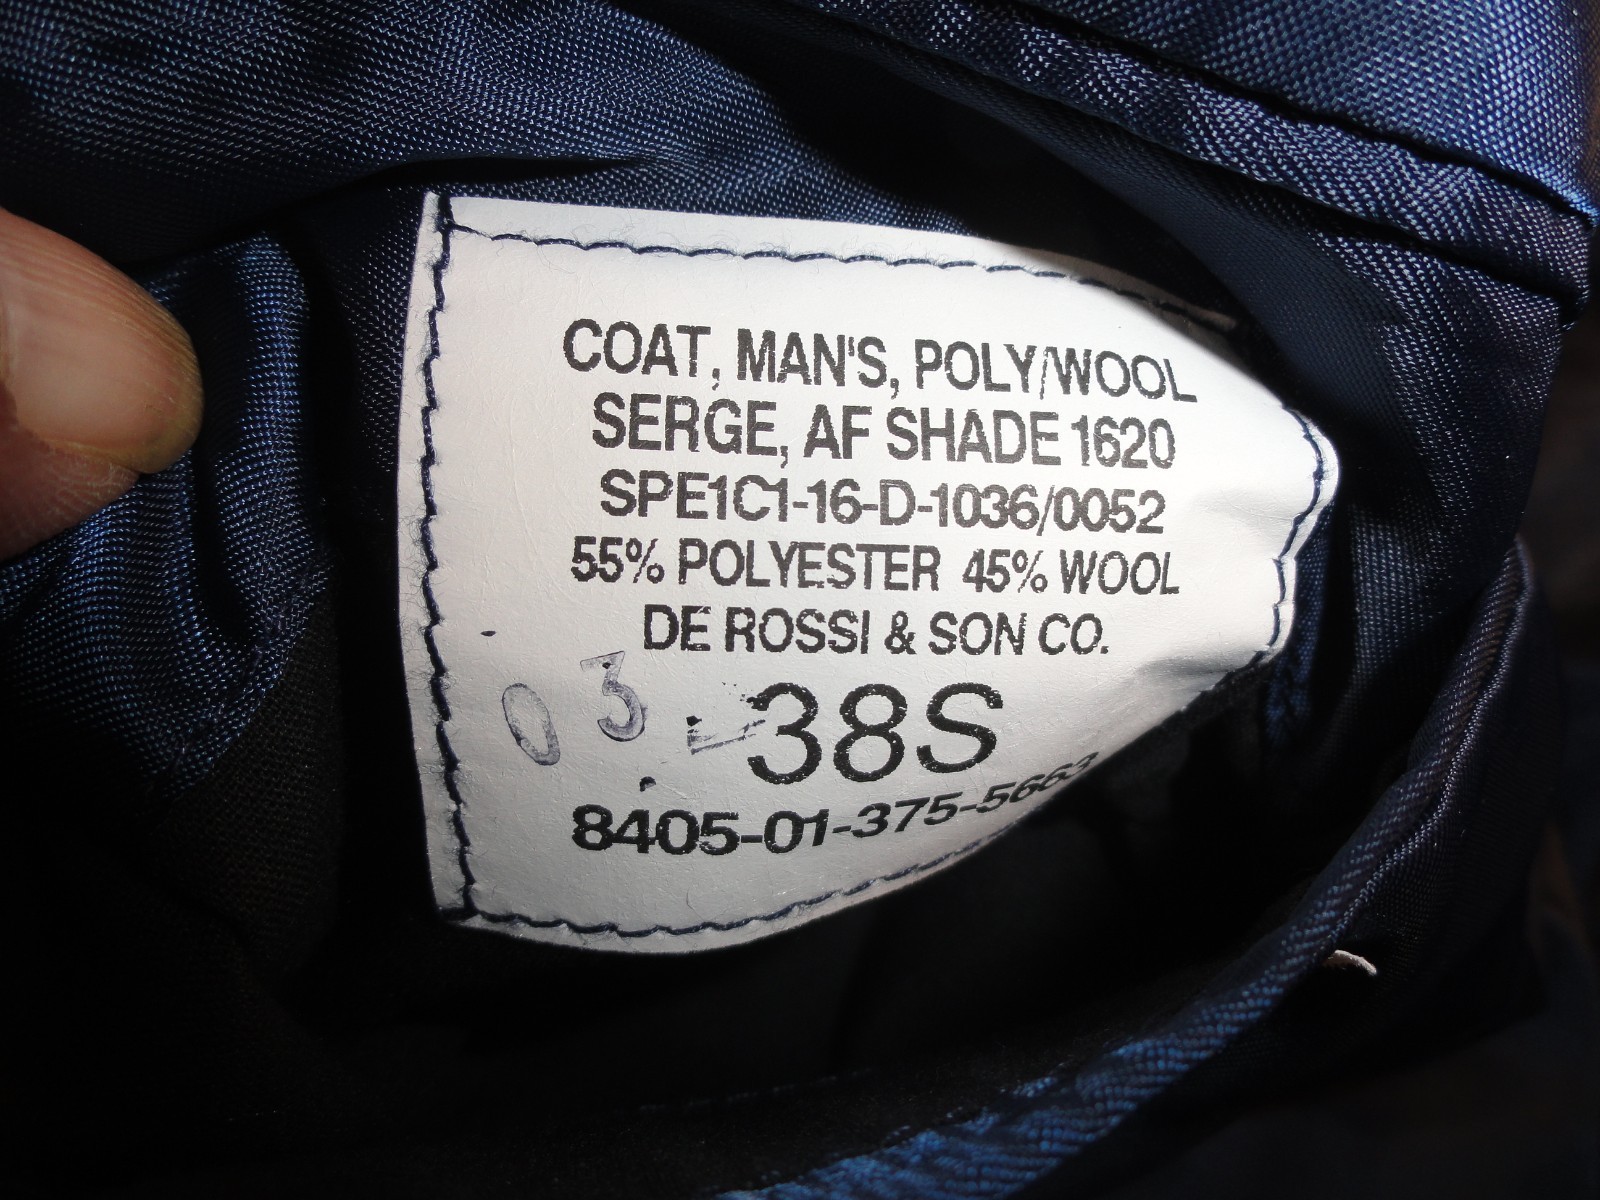 COAT, MAN'S, POLY/WOOL
SERGE, AF SHADE 1620
SPE1C1-16-D-1036/0052
55% POLYESTER 45% WOOL
DE ROSSI & SON CO.
03
38S
8405-01-375-5663